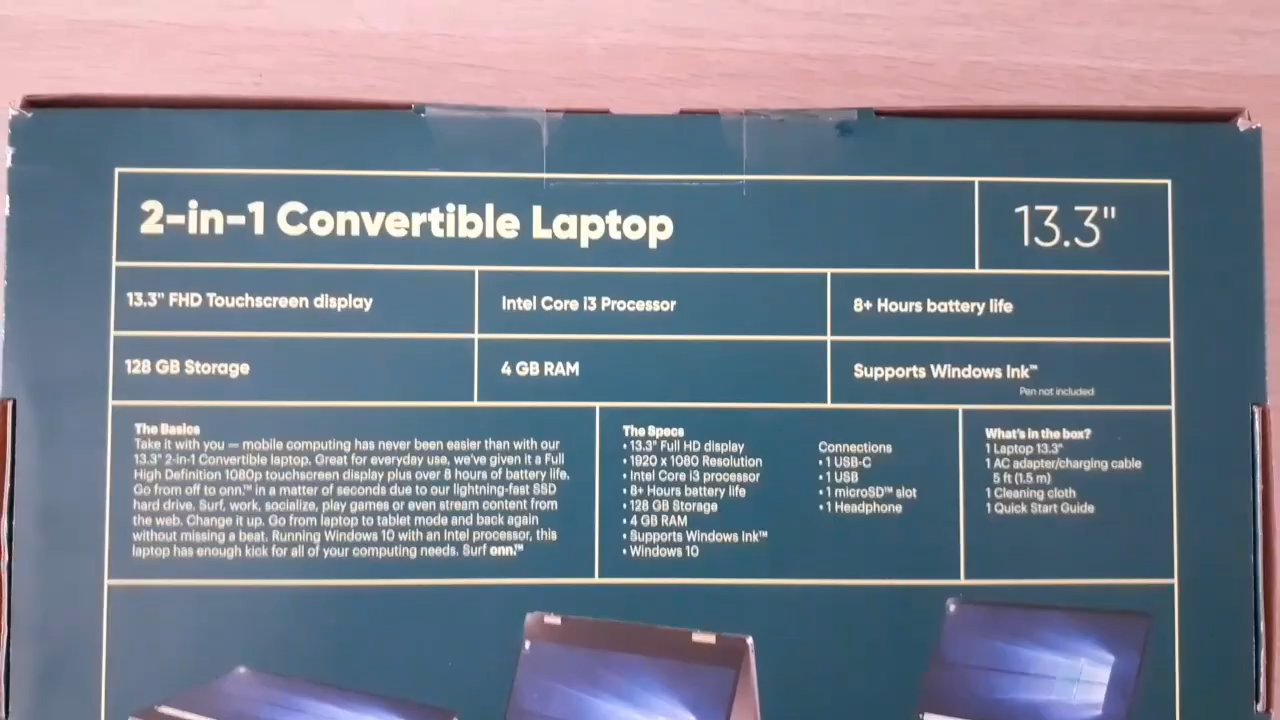 2-in-1 Convertible Laptop
13.3"
13.3" FHD Touchscreen display
Intel Core i3 Processor
8+ Hours battery life
128 GB Storage
4 GB RAM
Supports Windows Ink™
Pen not included
The Basics
Take it with you — mobile computing has never been easier than with our
13.3" 2-in-1 Convertible laptop. Great for everyday use, we've given it a Full
High Definition 1080p touchscreen display plus over 8 hours of battery life.
Go from off to onn.™ in a matter of seconds due to our lightning-fast SSD
hard drive. Surf, work, socialize, play games or even stream content from
the web. Change it up. Go from laptop to tablet mode and back again
without missing a beat. Running Windows 10 with an Intel processor, this
laptop has enough kick for all of your computing needs. Surf onn.™
The Specs
• 13.3" Full HD display
• 1920 x 1080 Resolution
• Intel Core i3 processor
• 8+ Hours battery life
• 128 GB Storage
• 4 GB RAM
• Supports Windows Ink™
• Windows 10
Connections
• 1 USB-C
• 1 USB
• 1 microSD™ slot
• 1 Headphone
What's in the box?
1 Laptop 13.3"
1 AC adapter/charging cable
5 ft (1.5 m)
1 Cleaning cloth
1 Quick Start Guide